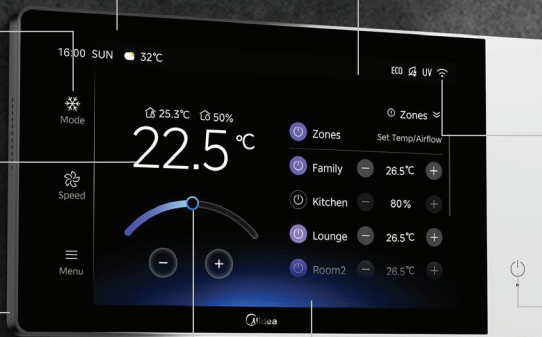 16:00 SUN 32°C
ECO UV
Mode
25.3°C 50%
22.5°C
Speed
Menu
Zones
Zones Set Temp/Airflow
Family − 26.5°C +
Kitchen − 80% +
Lounge − 26.5°C +
Room2 − 26.5°C +
− +
Midea